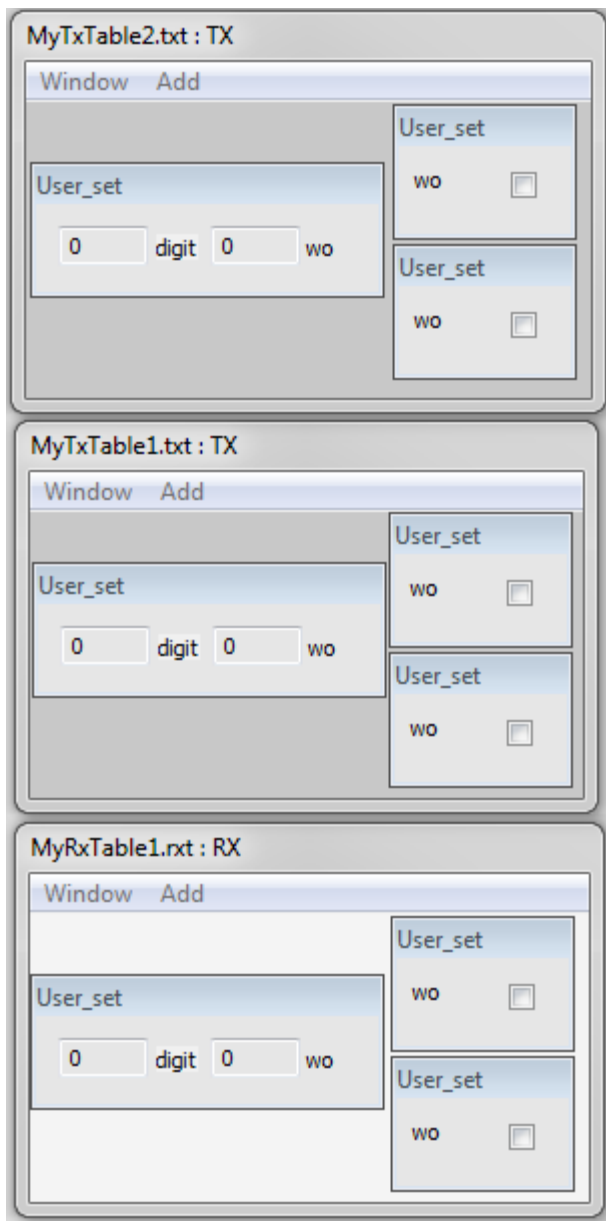 MyTxTable2.txt : TX
Window Add
User_set
wo
User_set
0 digit 0 wo
User_set
wo
MyTxTable1.txt : TX
Window Add
User_set
wo
User_set
0 digit 0 wo
User_set
wo
MyRxTable1.rxt : RX
Window Add
User_set
wo
User_set
0 digit 0 wo
User_set
wo